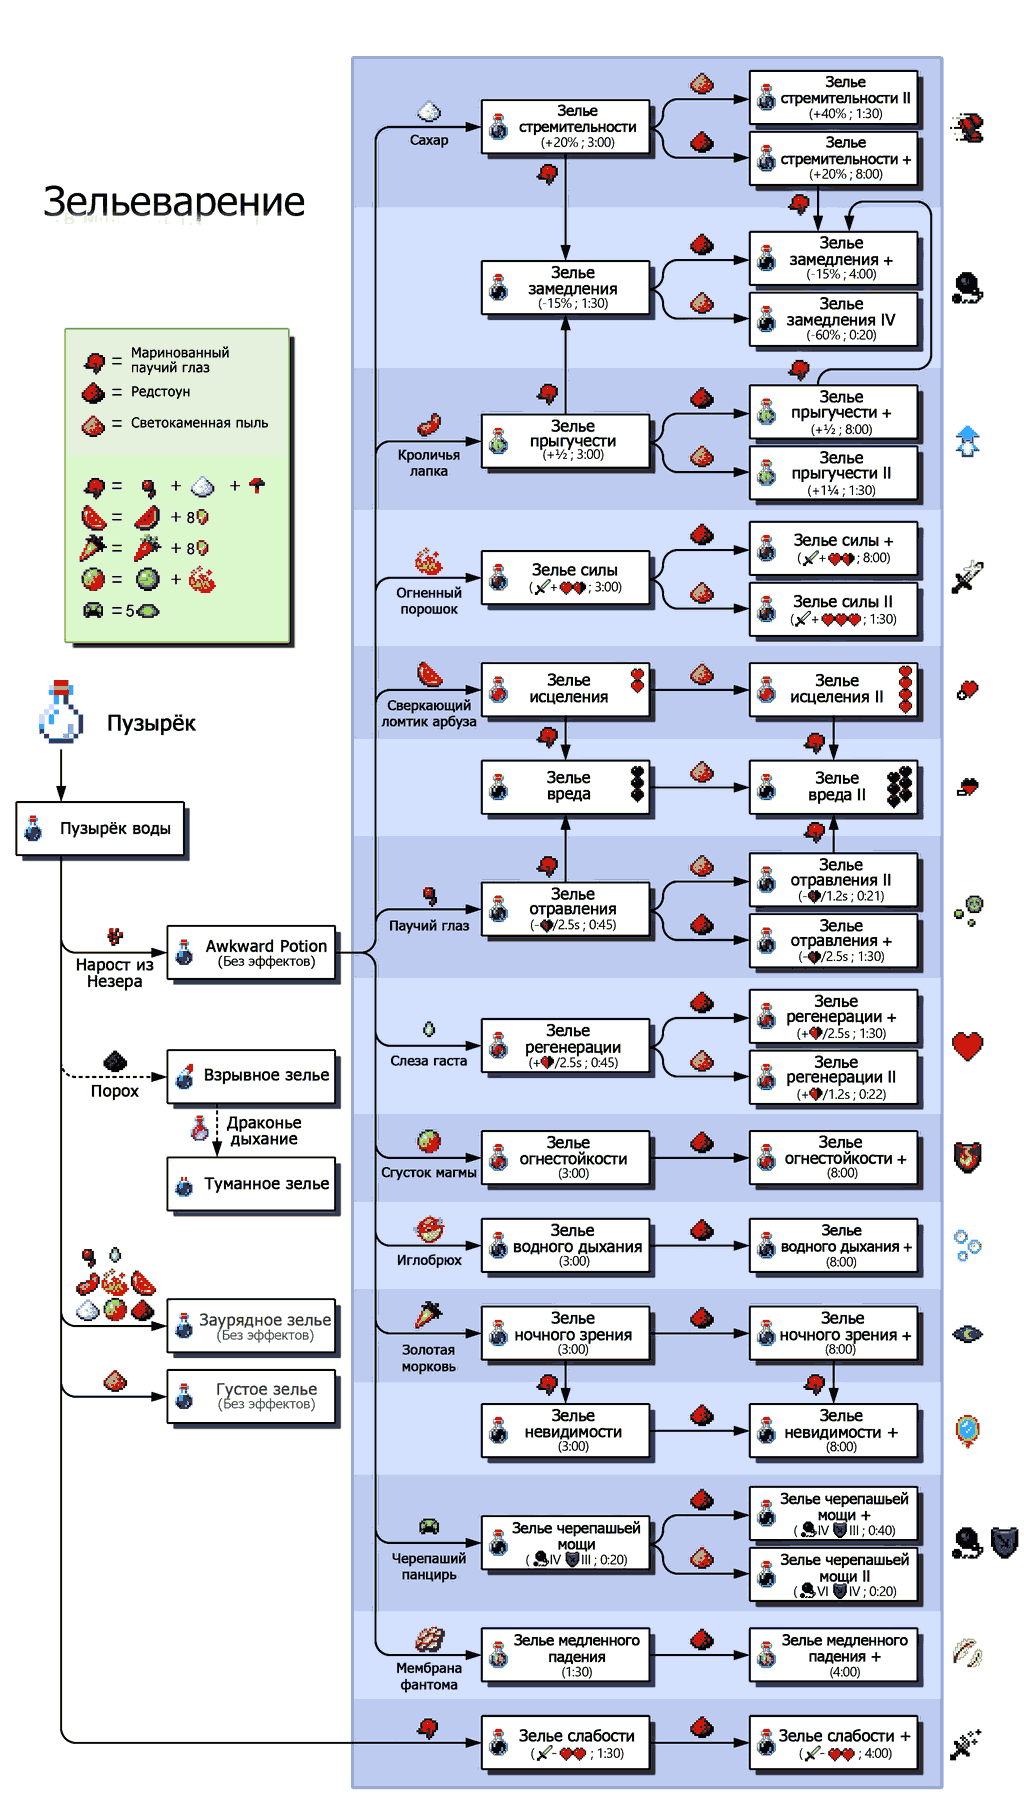 Зельеварение
= Маринованный
паучий глаз
= Редстоун
= Светокаменная пыль
= + +
= + 8
= + 8
= +
= 5
Пузырёк
Пузырёк воды
Нарост из
Незера
Awkward Potion
(Без эффектов)
Порох
Взрывное зелье
Драконье
дыхание
Туманное зелье
Заурядное зелье
(Без эффектов)
Густое зелье
(Без эффектов)
Сахар
Зелье
стремительности
(+20% ; 3:00)
Зелье
стремительности II
(+40% ; 1:30)
Зелье
стремительности +
(+20% ; 8:00)
Зелье
замедления
(-15% ; 1:30)
Зелье
замедления +
(-15% ; 4:00)
Зелье
замедления IV
(-60% ; 0:20)
Кроличья
лапка
Зелье
прыгучести
(+½ ; 3:00)
Зелье
прыгучести +
(+½ ; 8:00)
Зелье
прыгучести II
(+1¼ ; 1:30)
Огненный
порошок
Зелье силы
( + ; 3:00)
Зелье силы +
( + ; 8:00)
Зелье силы II
( + ; 1:30)
Сверкающий
ломтик арбуза
Зелье
исцеления
Зелье
исцеления II
Зелье
вреда
Зелье
вреда II
Паучий глаз
Зелье
отравления
(- /2.5s ; 0:45)
Зелье
отравления II
(- /1.2s ; 0:21)
Зелье
отравления +
(- /2.5s ; 1:30)
Слеза гаста
Зелье
регенерации
(+ /2.5s ; 0:45)
Зелье
регенерации +
(+ /2.5s ; 1:30)
Зелье
регенерации II
(+ /1.2s ; 0:22)
Сгусток магмы
Зелье
огнестойкости
(3:00)
Зелье
огнестойкости +
(8:00)
Иглобрюх
Зелье
водного дыхания
(3:00)
Зелье
водного дыхания +
(8:00)
Золотая
морковь
Зелье
ночного зрения
(3:00)
Зелье
ночного зрения +
(8:00)
Зелье
невидимости
(3:00)
Зелье
невидимости +
(8:00)
Черепаший
панцирь
Зелье черепашьей
мощи
( IV III ; 0:20)
Зелье черепашьей
мощи +
( IV III ; 0:40)
Зелье черепашьей
мощи II
( VI IV ; 0:20)
Мембрана
фантома
Зелье медленного
падения
(1:30)
Зелье медленного
падения +
(4:00)
Зелье слабости
( - ; 1:30)
Зелье слабости +
( - ; 4:00)